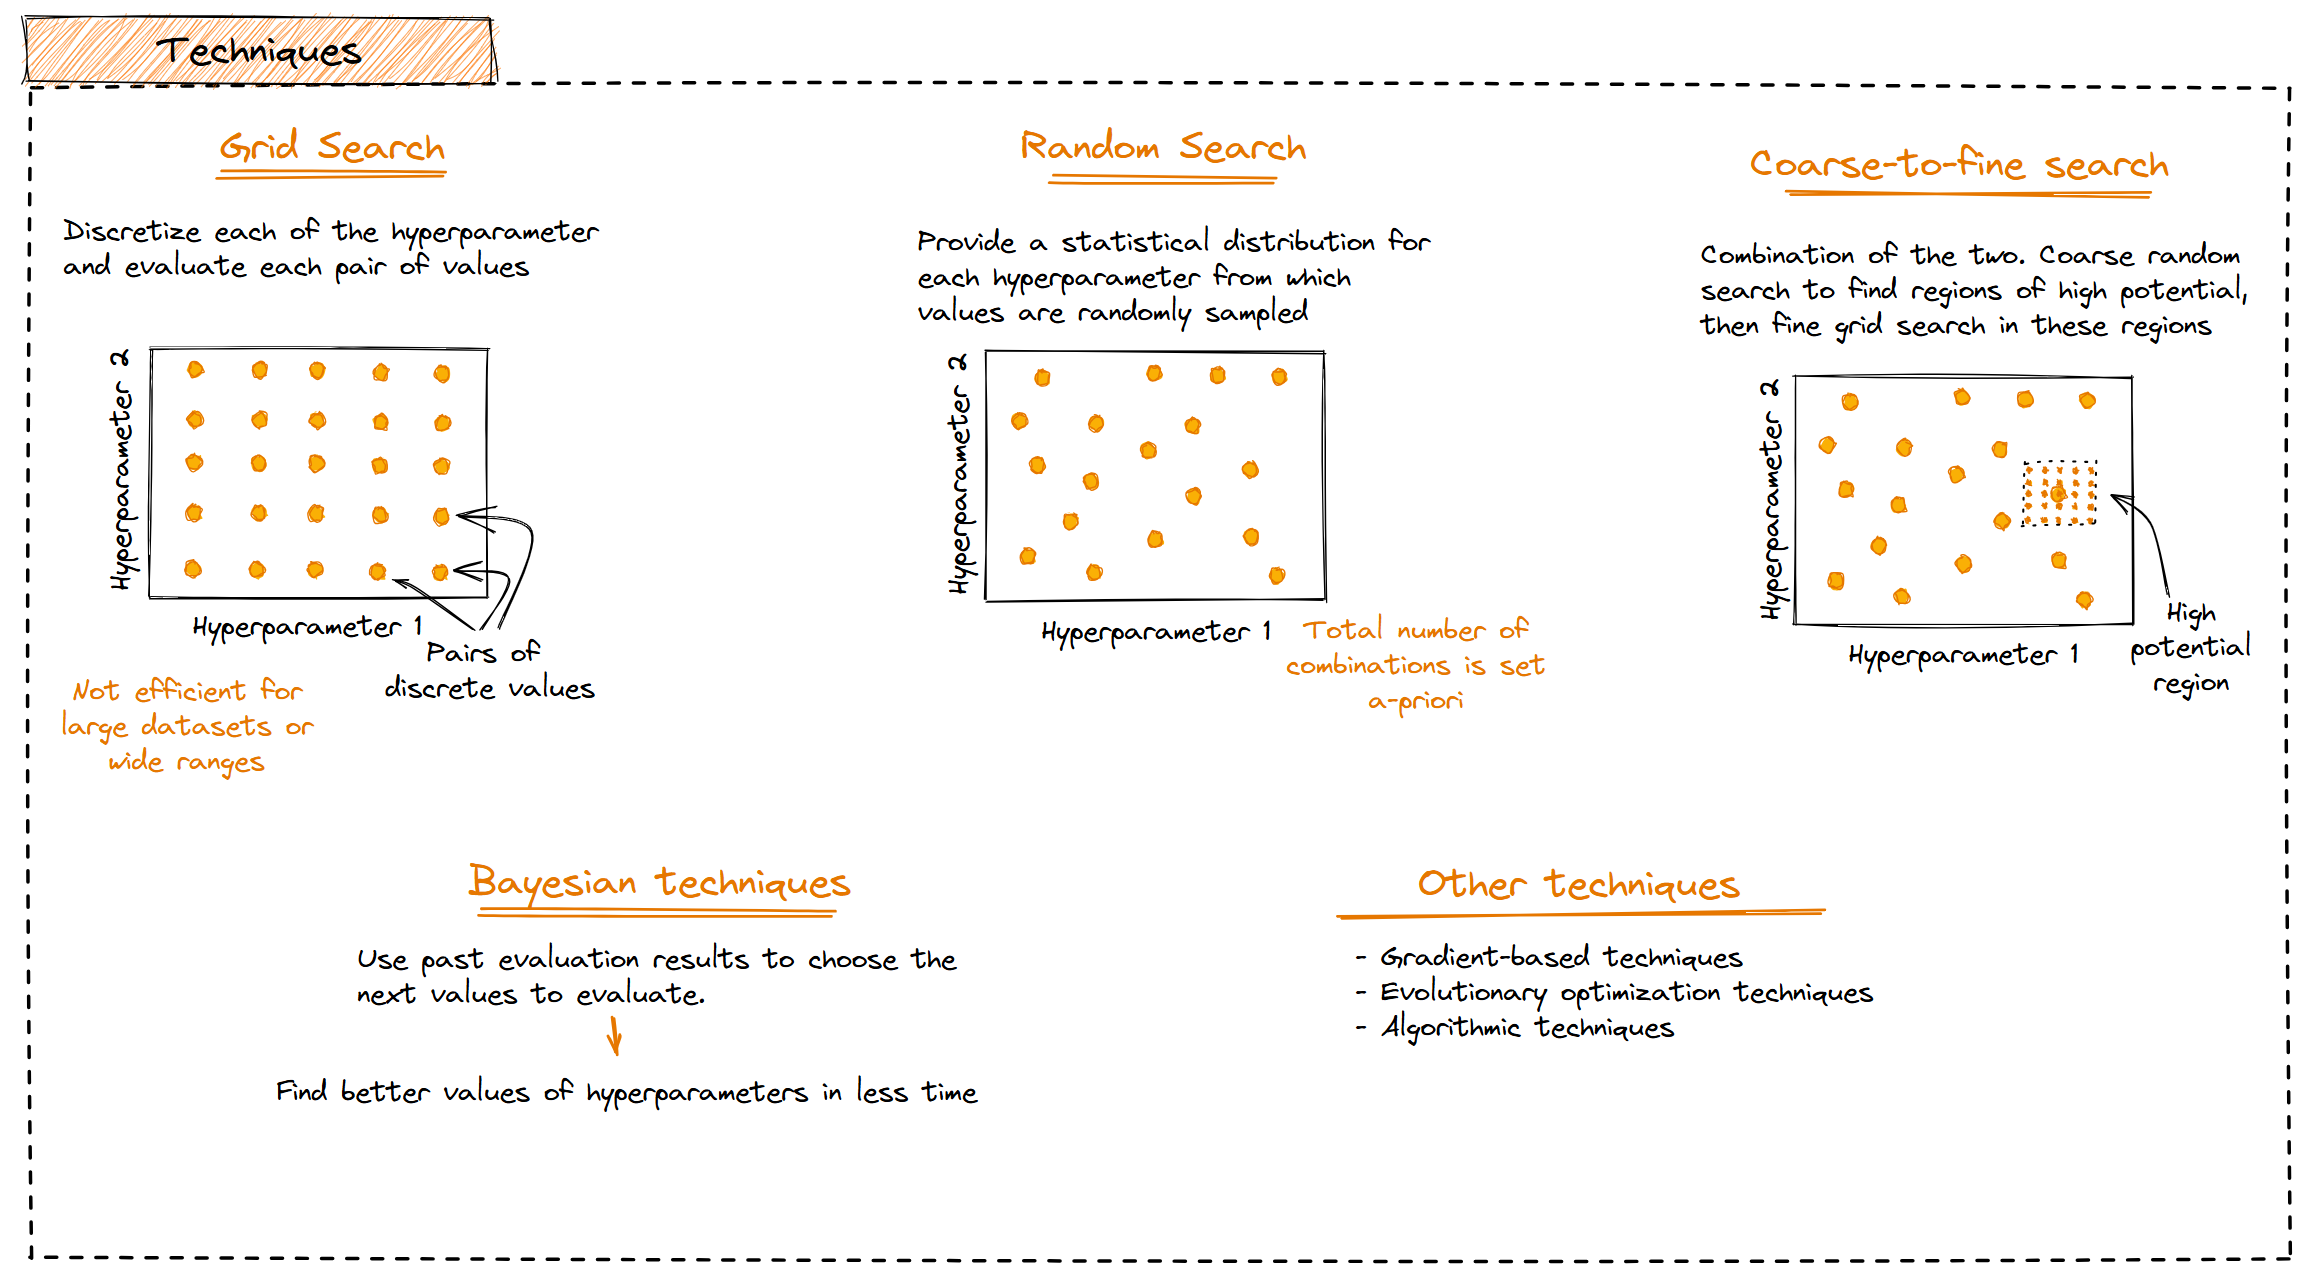 Techniques
Grid Search
Discretize each of the hyperparameter
and evaluate each pair of values
Hyperparameter 2
Hyperparameter 1
Pairs of
discrete values
Not efficient for
large datasets or
wide ranges
Random Search
Provide a statistical distribution for
each hyperparameter from which
values are randomly sampled
Hyperparameter 2
Hyperparameter 1
Total number of
combinations is set
a-priori
Coarse-to-fine search
Combination of the two. Coarse random
search to find regions of high potential,
then fine grid search in these regions
Hyperparameter 2
Hyperparameter 1
High
potential
region
Bayesian techniques
Use past evaluation results to choose the
next values to evaluate.
Find better values of hyperparameters in less time
Other techniques
- Gradient-based techniques
- Evolutionary optimization techniques
- Algorithmic techniques